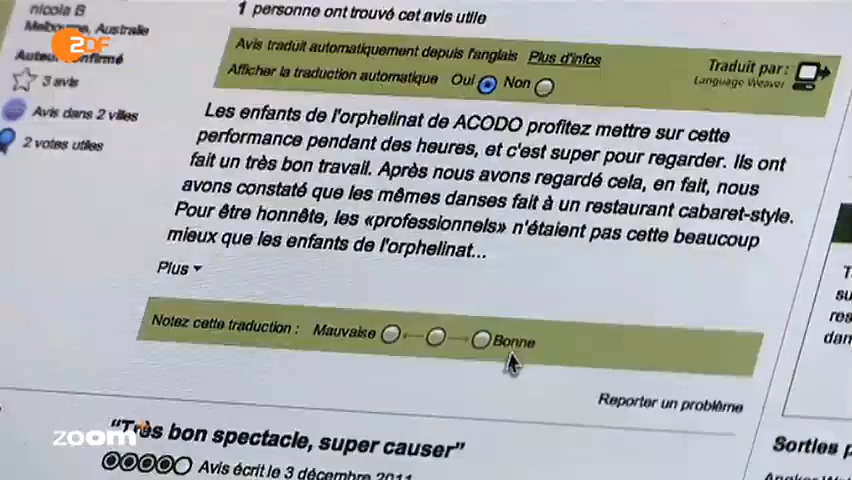 nicola B
1 personne ont trouvé cet avis utile
Melbourne, Australie
ZDF
Auteur confirmé
3 avis
Avis dans 2 villes
2 votes utiles
Avis traduit automatiquement depuis l'anglais Plus d'infos
Afficher la traduction automatique Oui Non
Traduit par :
Language Weaver
Les enfants de l'orphelinat de ACODO profitez mettre sur cette
performance pendant des heures, et c'est super pour regarder. Ils ont
fait un très bon travail. Après nous avons regardé cela, en fait, nous
avons constaté que les mêmes danses fait à un restaurant cabaret-style.
Pour être honnête, les «professionnels» n'étaient pas cette beaucoup
mieux que les enfants de l'orphelinat...
Plus
Notez cette traduction : Mauvaise Bonne
Reporter un problème
zoom+
"Très bon spectacle, super causer"
Avis écrit le 3 décembre 2011
T
su
res
dan
Sorties p